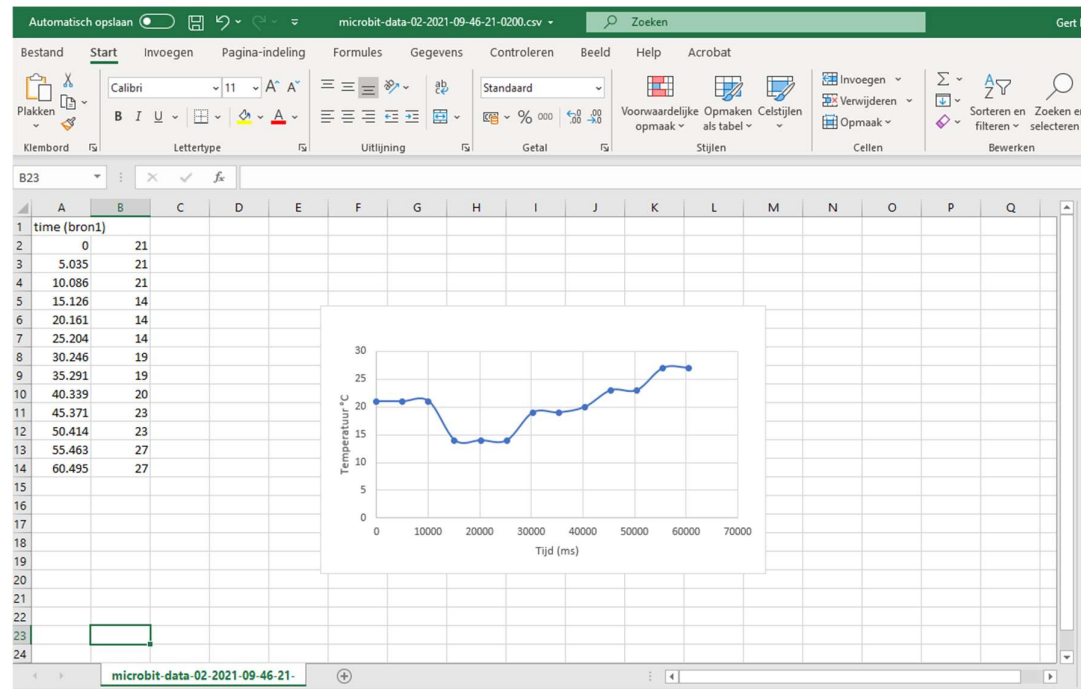 Automatisch opslaan microbit-data-02-2021-09-46-21-0200.csv Zoeken Gert
Bestand Start Invoegen Pagina-indeling Formules Gegevens Controleren Beeld Help Acrobat
Plakken
Klembord
Calibri 11 A A
B I U A
Lettertype
ab
Uitlijning
Standaard
% 000
Getal
Voorwaardelijke opmaak
Opmaken als tabel
Celstijlen
Stijlen
Invoegen
Verwijderen
Opmaak
Cellen
Sorteren en filteren
Zoeken en
selecteren
Bewerken
B23 fx
A B C D E F G H I J K L M N O P Q
1 time (bron1)
2 0 21
3 5.035 21
4 10.086 21
5 15.126 14
6 20.161 14
7 25.204 14
8 30.246 19
9 35.291 19
10 40.339 20
11 45.371 23
12 50.414 23
13 55.463 27
14 60.495 27
15
16
17
18
19
20
21
22
23
24
30
25
20
15
10
5
0
Temperatuur °C
0 10000 20000 30000 40000 50000 60000 70000
Tijd (ms)
microbit-data-02-2021-09-46-21-